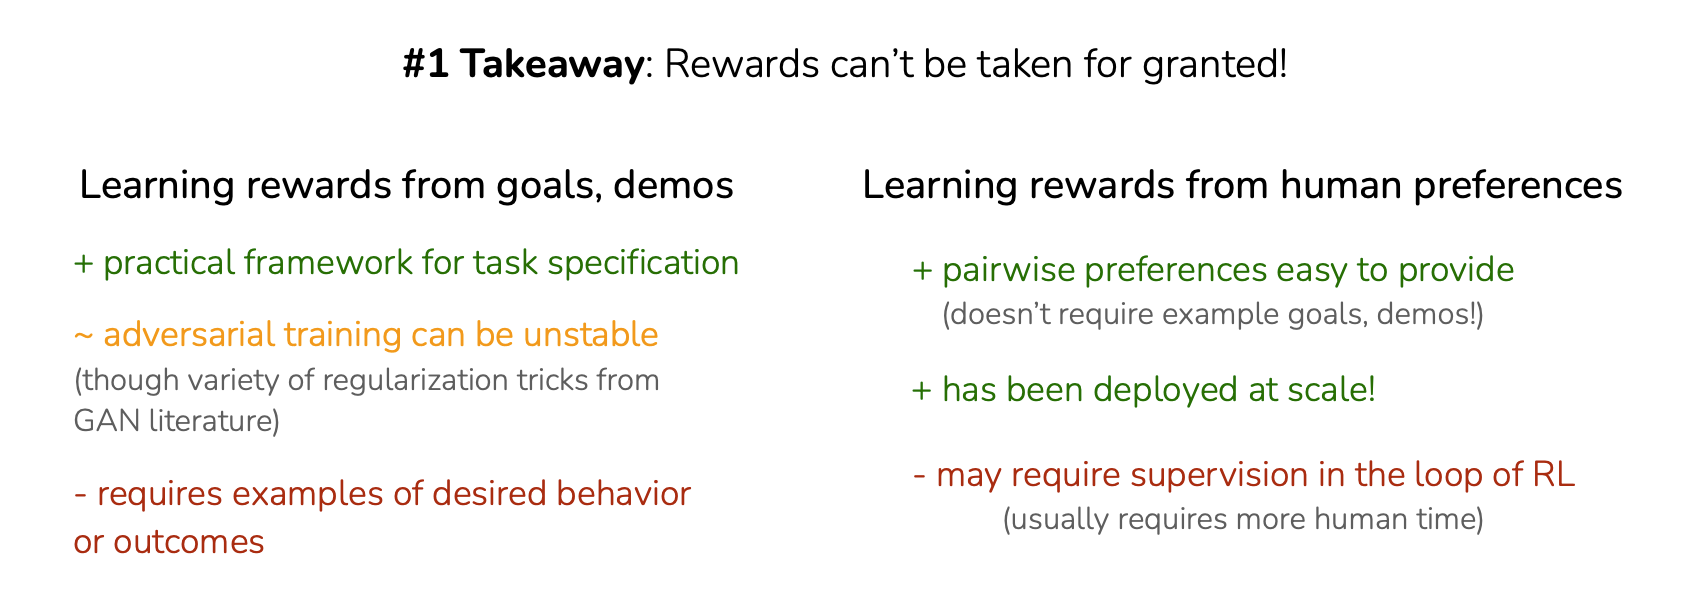 #1 Takeaway: Rewards can’t be taken for granted!
Learning rewards from goals, demos
+ practical framework for task specification
~ adversarial training can be unstable
(though variety of regularization tricks from
GAN literature)
- requires examples of desired behavior
or outcomes
Learning rewards from human preferences
+ pairwise preferences easy to provide
(doesn’t require example goals, demos!)
+ has been deployed at scale!
- may require supervision in the loop of RL
(usually requires more human time)